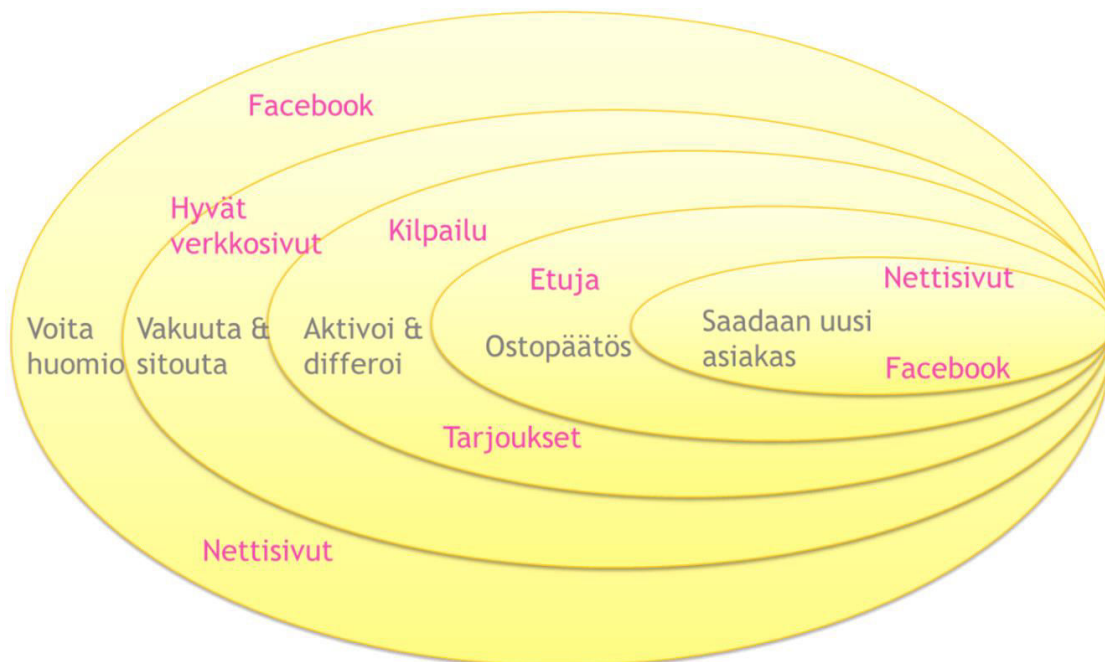 Facebook
Hyvät
verkkosivut
Kilpailu
Etuja
Nettisivut
Voita
huomio
Vakuuta &
sitouta
Aktivoi &
differoi
Ostopäätös
Saadaan uusi
asiakas
Facebook
Tarjoukset
Nettisivut